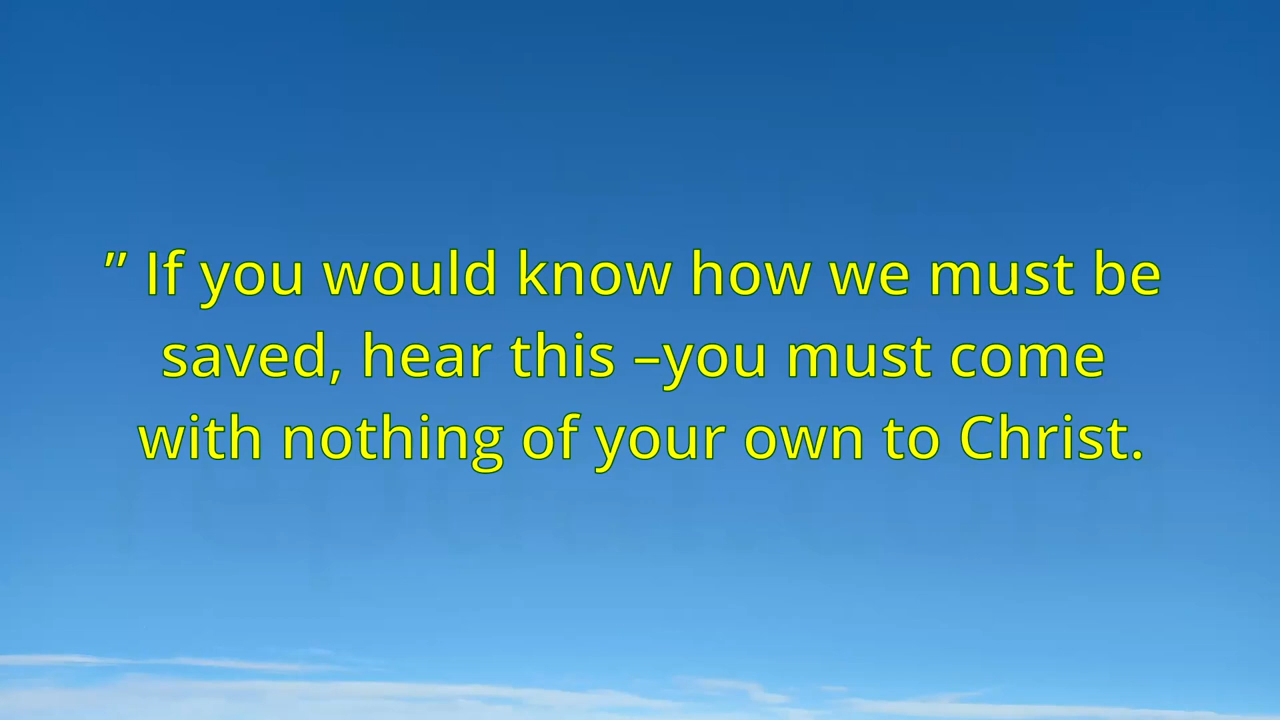 ” If you would know how we must be
saved, hear this –you must come
with nothing of your own to Christ.